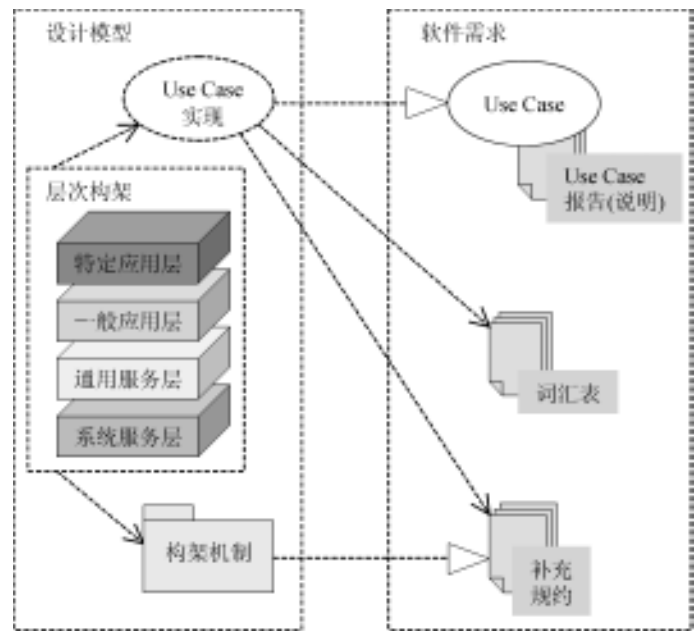 设计模型
Use Case
实现
层次构架
特定应用层
一般应用层
通用服务层
系统服务层
构架机制
软件需求
Use Case
Use Case
报告(说明)
词汇表
补充
规约